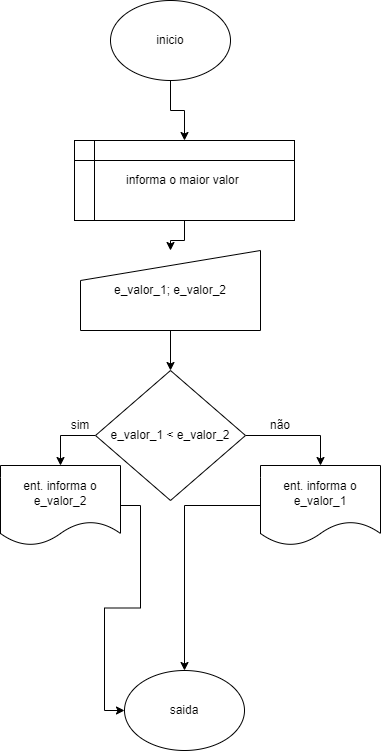 inicio
informa o maior valor
e_valor_1; e_valor_2
sim
e_valor_1 < e_valor_2
não
ent. informa o
e_valor_2
ent. informa o
e_valor_1
saida